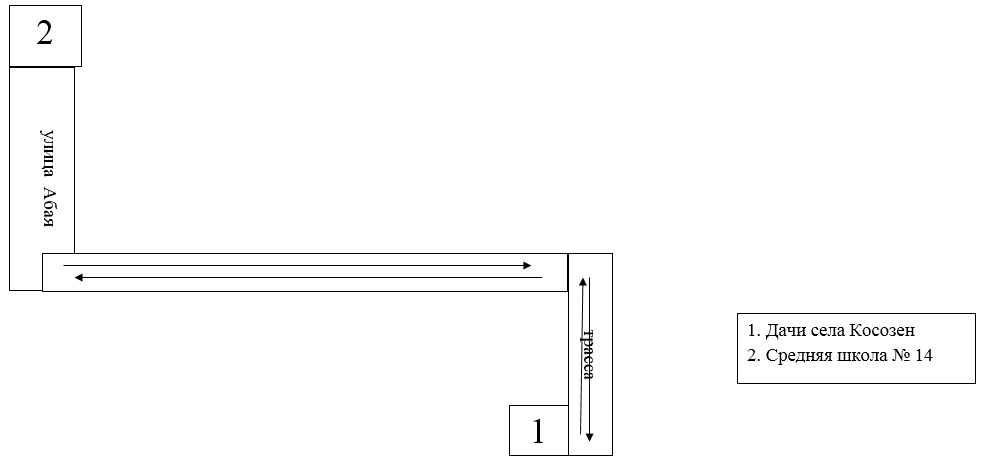 2
улица Абая
трасса
1
1. Дачи села Косозен
2. Средняя школа № 14